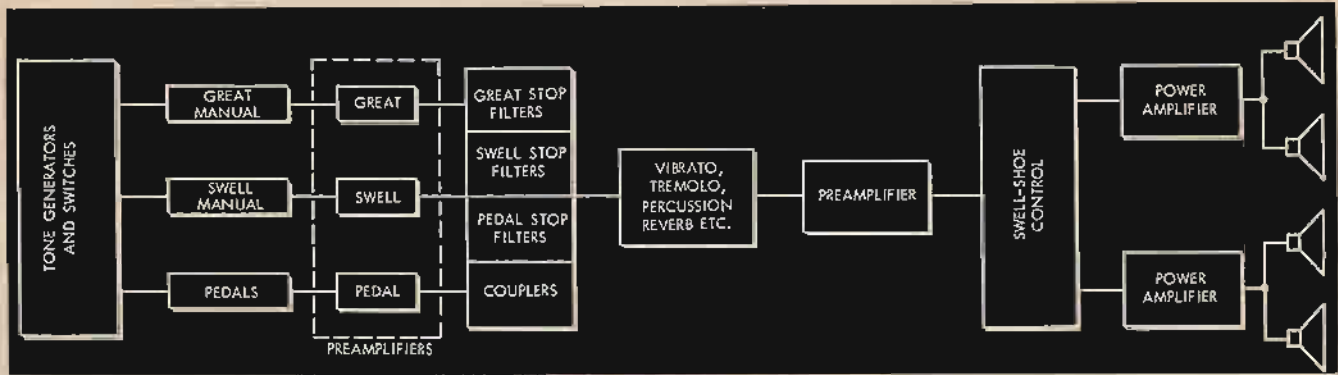 TONE GENERATORS
AND SWITCHES
GREAT
MANUAL
SWELL
MANUAL
PEDALS
GREAT
SWELL
PEDAL
PREAMPLIFIERS
GREAT STOP
FILTERS
SWELL STOP
FILTERS
PEDAL STOP
FILTERS
COUPLERS
VIBRATO,
TREMOLO,
PERCUSSION
REVERB ETC.
PREAMPLIFIER
SWELL-SHOE
CONTROL
POWER
AMPLIFIER
POWER
AMPLIFIER